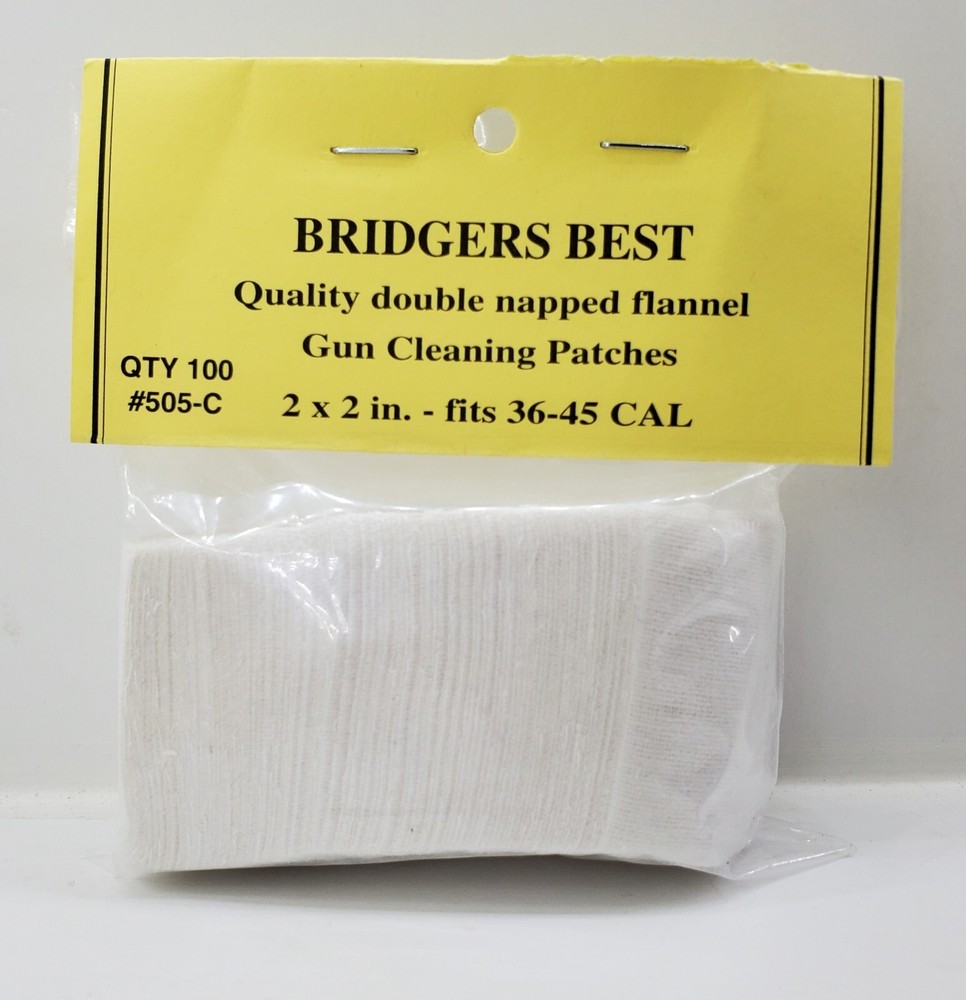 BRIDGERS BEST
Quality double napped flannel
Gun Cleaning Patches
QTY 100
#505-C
2 x 2 in. - fits 36-45 CAL